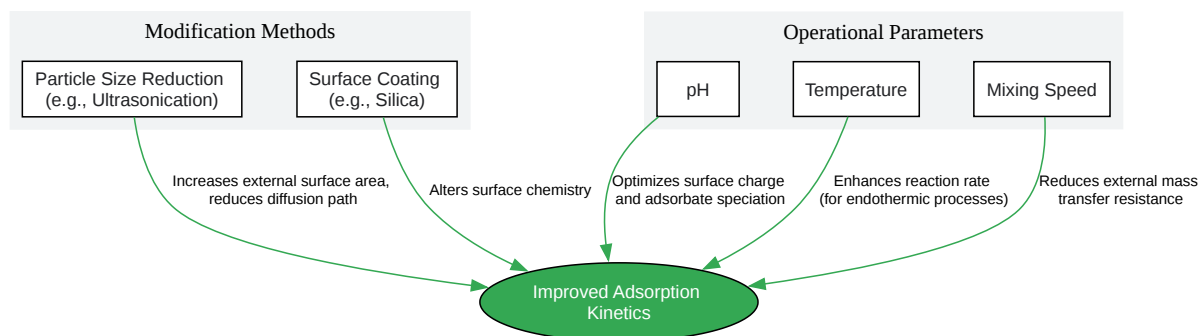 Modification Methods
Operational Parameters
Particle Size Reduction
(e.g., Ultrasonication)
Surface Coating
(e.g., Silica)
pH
Temperature
Mixing Speed
Increases external surface area,
reduces diffusion path
Alters surface chemistry
Optimizes surface charge
and adsorbate speciation
Enhances reaction rate
(for endothermic processes)
Reduces external mass
transfer resistance
Improved Adsorption
Kinetics